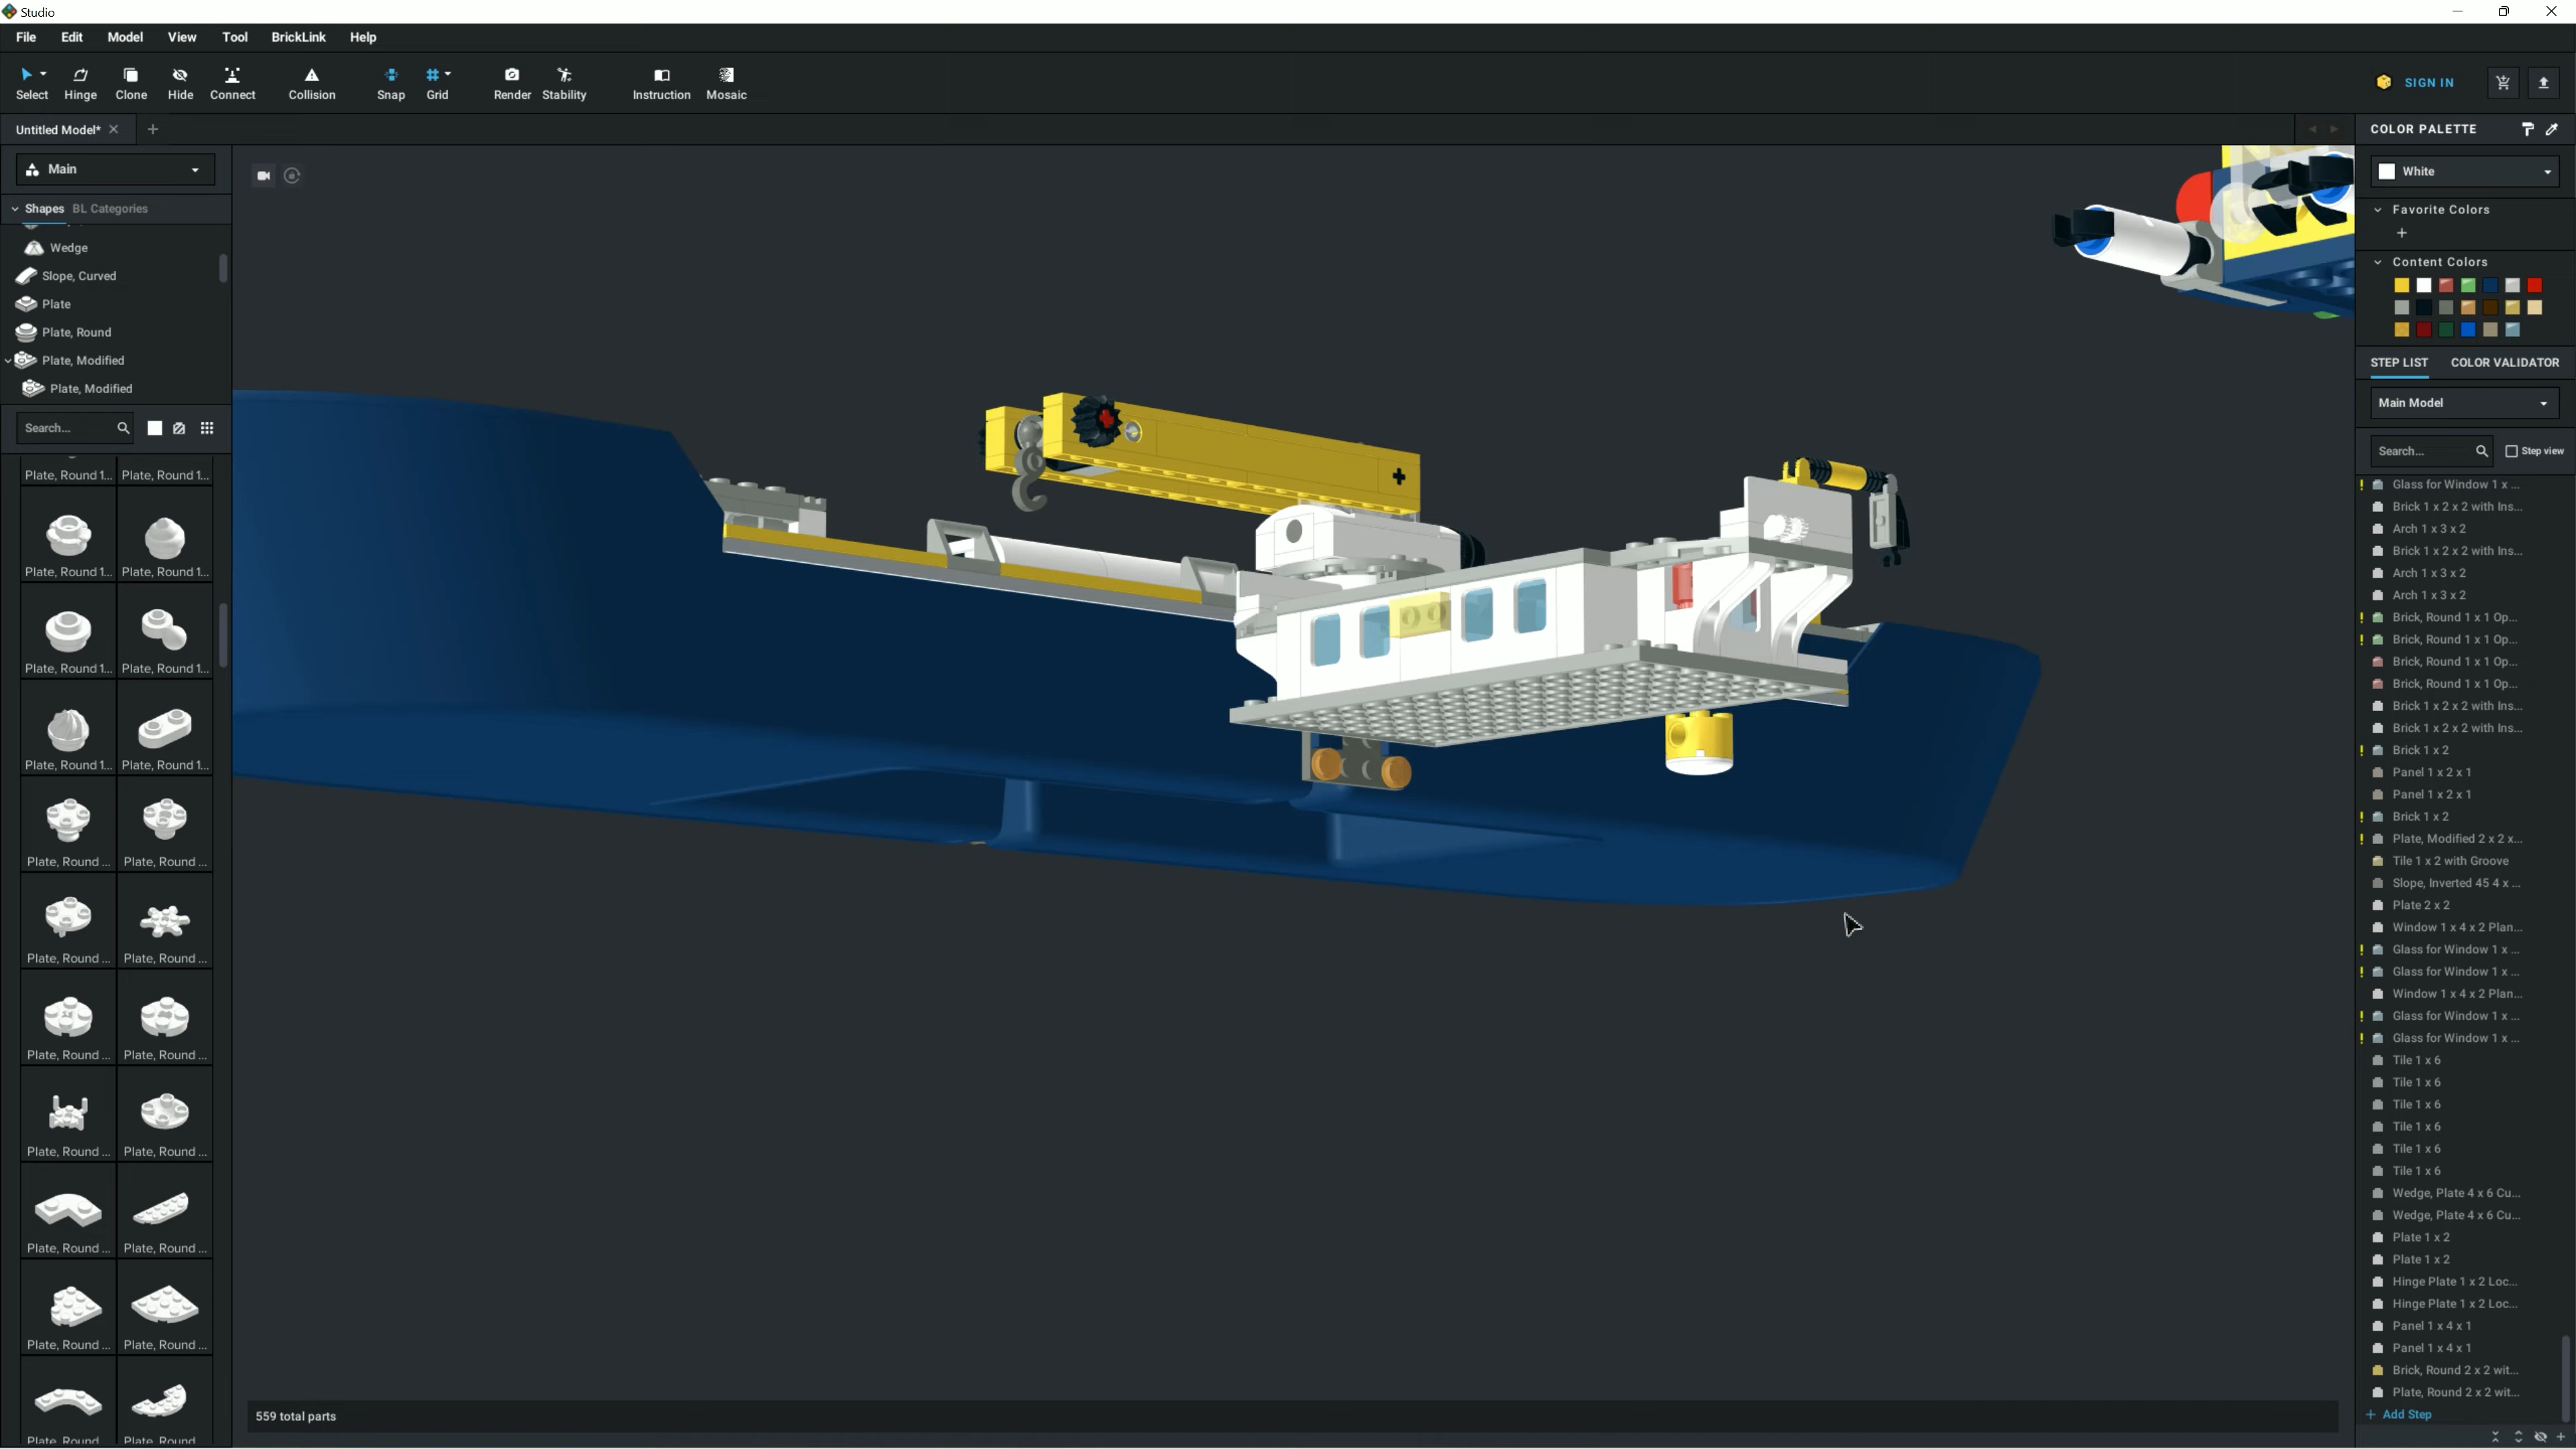 Studio
File Edit Model View Tool BrickLink Help
Select Hinge Clone Hide Connect Collision Snap Grid Render Stability Instruction Mosaic
SIGN IN
Untitled Model*
COLOR PALETTE
Main
White
Shapes BL Categories
Favorite Colors
Wedge
Slope, Curved
Content Colors
Plate
Plate, Round
Plate, Modified
STEP LIST COLOR VALIDATOR
Plate, Modified
Main Model
Search...
Search... Step view
Plate, Round 1... Plate, Round 1...
Plate, Round 1... Plate, Round 1...
Plate, Round 1... Plate, Round 1...
Plate, Round 1... Plate, Round 1...
Plate, Round ... Plate, Round ...
Plate, Round ... Plate, Round ...
Plate, Round ... Plate, Round ...
Plate, Round ... Plate, Round ...
Plate, Round ... Plate, Round ...
Plate, Round ... Plate, Round ...
Plate, Round Plate, Round
Glass for Window 1 x ...
Brick 1 x 2 x 2 with Ins...
Arch 1 x 3 x 2
Brick 1 x 2 x 2 with Ins...
Arch 1 x 3 x 2
Arch 1 x 3 x 2
Brick, Round 1 x 1 Op...
Brick, Round 1 x 1 Op...
Brick, Round 1 x 1 Op...
Brick, Round 1 x 1 Op...
Brick 1 x 2 x 2 with Ins...
Brick 1 x 2 x 2 with Ins...
Brick 1 x 2
Panel 1 x 2 x 1
Panel 1 x 2 x 1
Brick 1 x 2
Plate, Modified 2 x 2 x...
Tile 1 x 2 with Groove
Slope, Inverted 45 4 x ...
Plate 2 x 2
Window 1 x 4 x 2 Plan...
Glass for Window 1 x ...
Glass for Window 1 x ...
Window 1 x 4 x 2 Plan...
Glass for Window 1 x ...
Glass for Window 1 x ...
Tile 1 x 6
Tile 1 x 6
Tile 1 x 6
Tile 1 x 6
Tile 1 x 6
Tile 1 x 6
Wedge, Plate 4 x 6 Cu...
Wedge, Plate 4 x 6 Cu...
Plate 1 x 2
Plate 1 x 2
Hinge Plate 1 x 2 Loc...
Hinge Plate 1 x 2 Loc...
Panel 1 x 4 x 1
Panel 1 x 4 x 1
Brick, Round 2 x 2 wit...
Plate, Round 2 x 2 wit...
+ Add Step
559 total parts